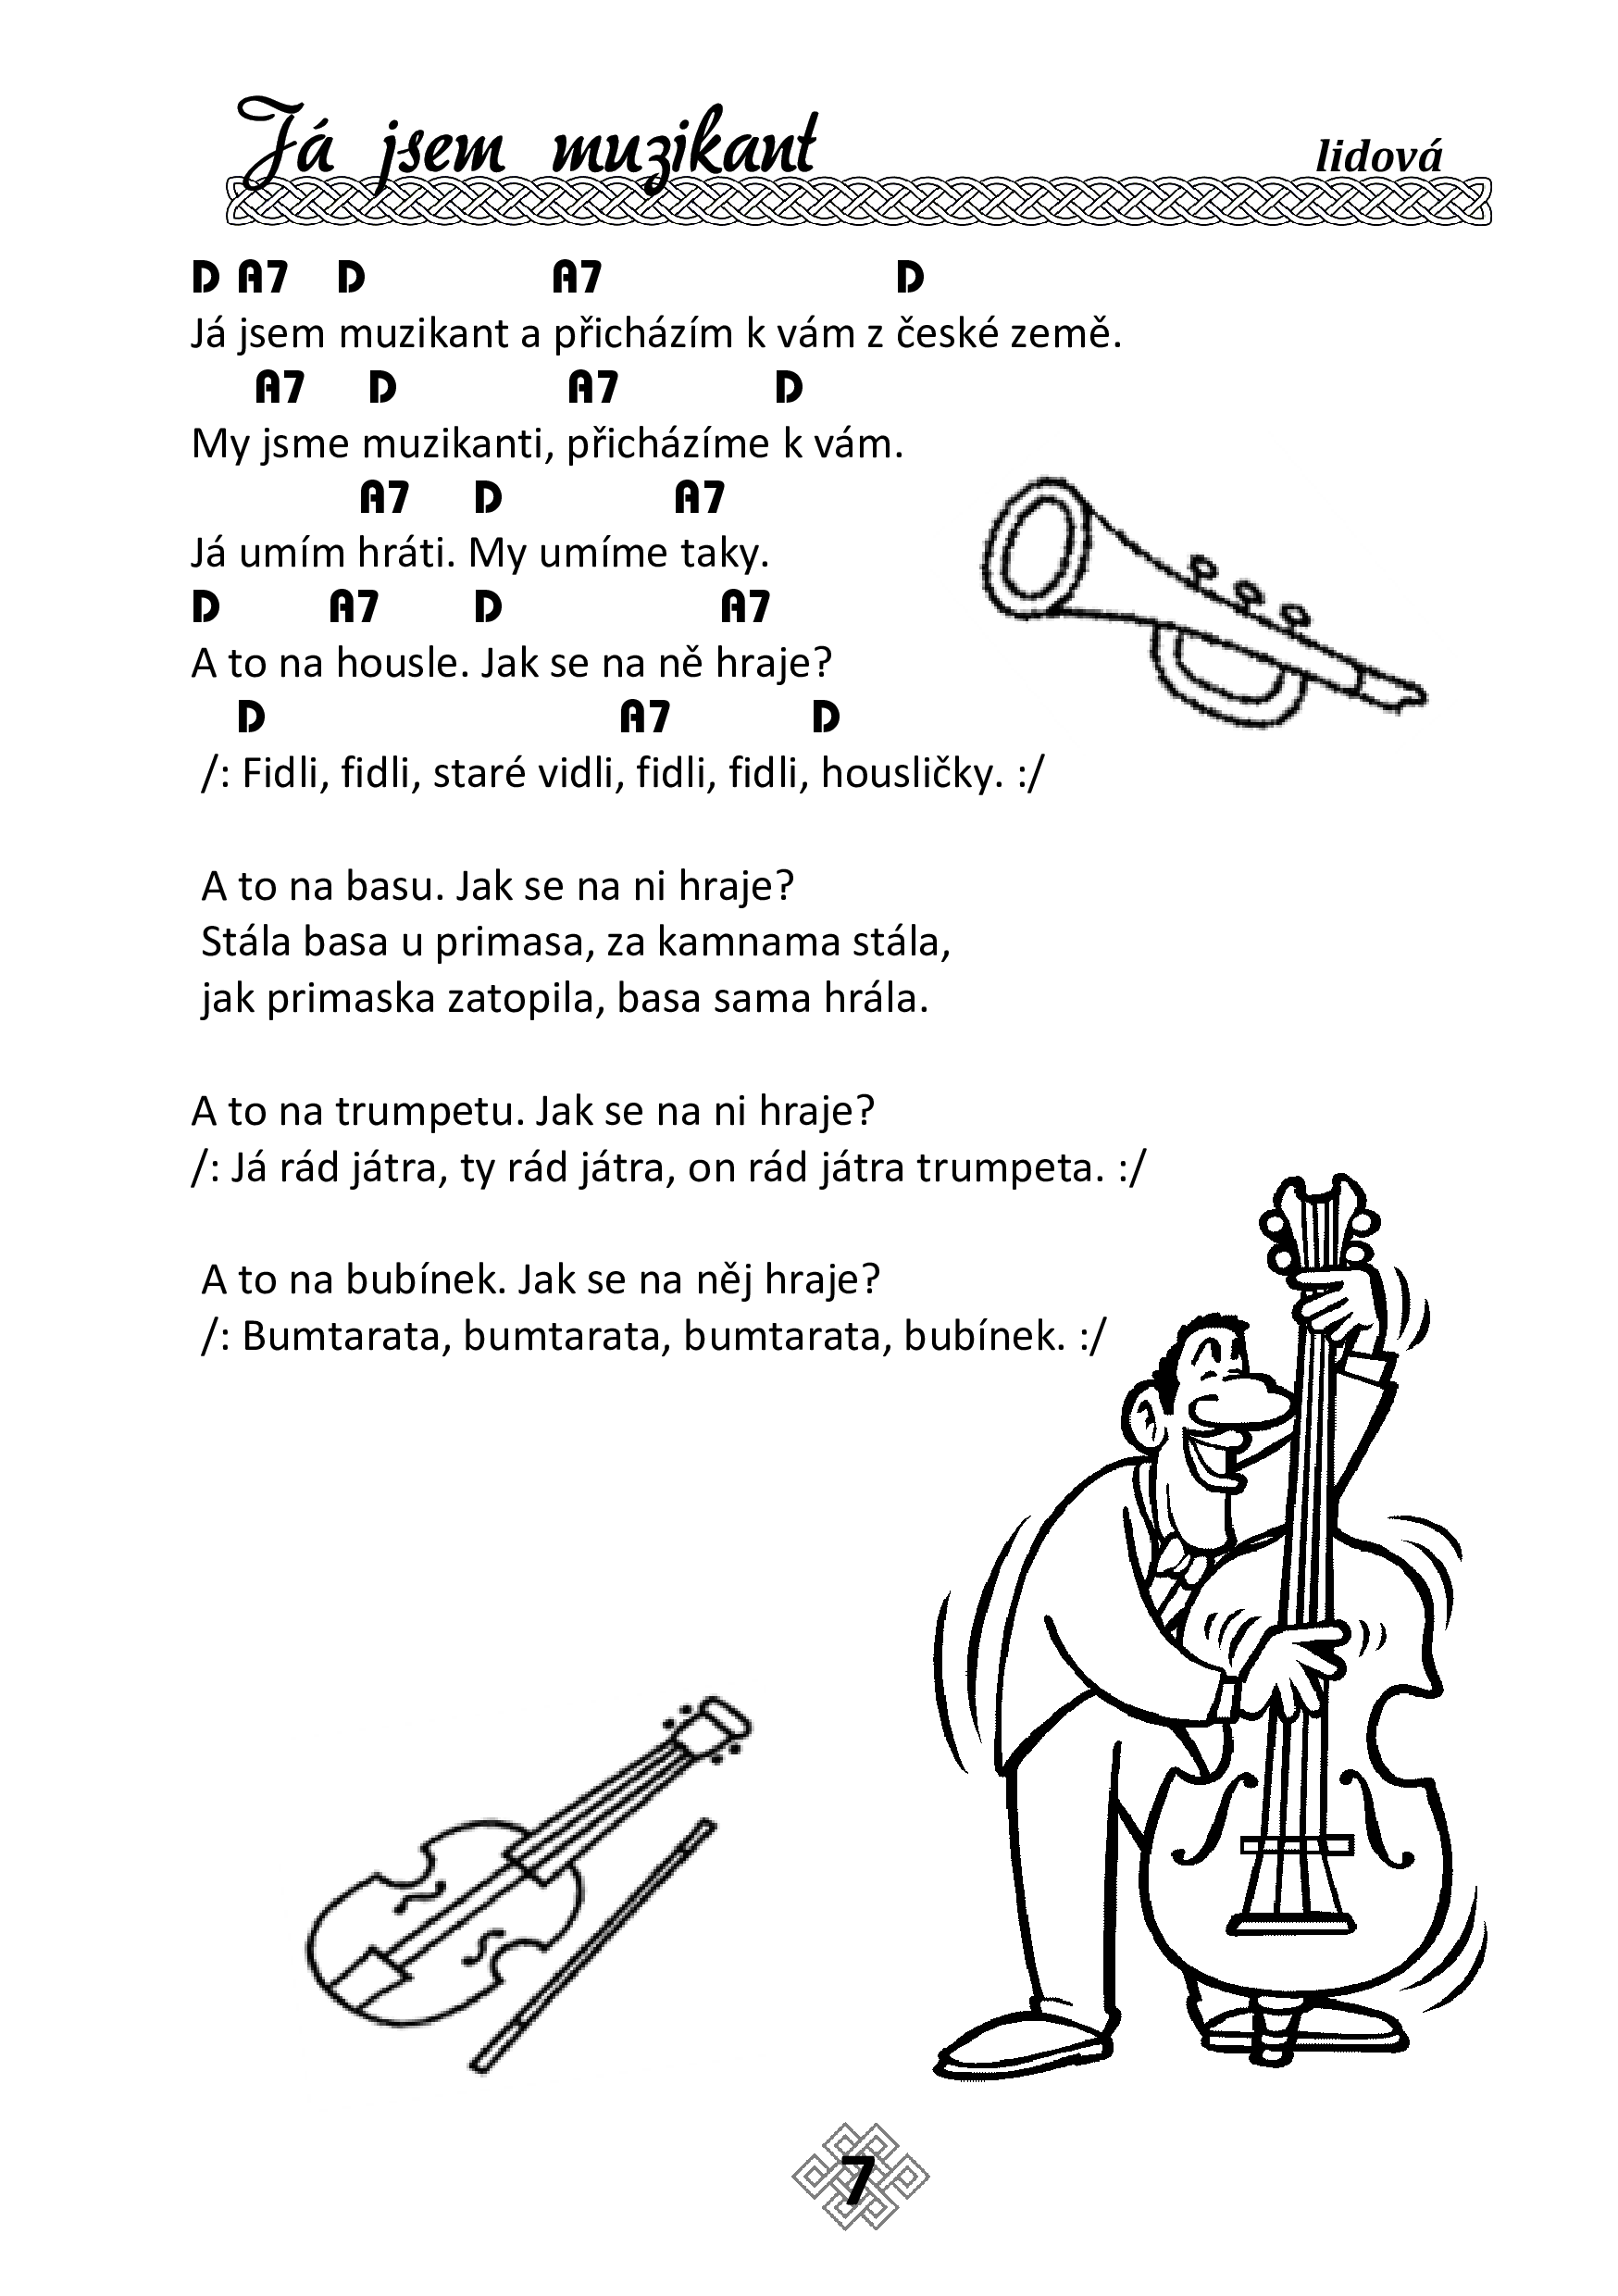 Já jsem muzikant
lidová
D A7 D A7 D
Já jsem muzikant a přicházím k vám z české země.
A7 D A7 D
My jsme muzikanti, přicházíme k vám.
A7 D A7
Já umím hráti. My umíme taky.
D A7 D A7
A to na housle. Jak se na ně hraje?
D A7 D
/: Fidli, fidli, staré vidli, fidli, fidli, housličky. :/
A to na basu. Jak se na ni hraje?
Stála basa u primasa, za kamnama stála,
jak primaska zatopila, basa sama hrála.
A to na trumpetu. Jak se na ni hraje?
/: Já rád játra, ty rád játra, on rád játra trumpeta. :/
A to na bubínek. Jak se na něj hraje?
/: Bumtarata, bumtarata, bumtarata, bubínek. :/
7